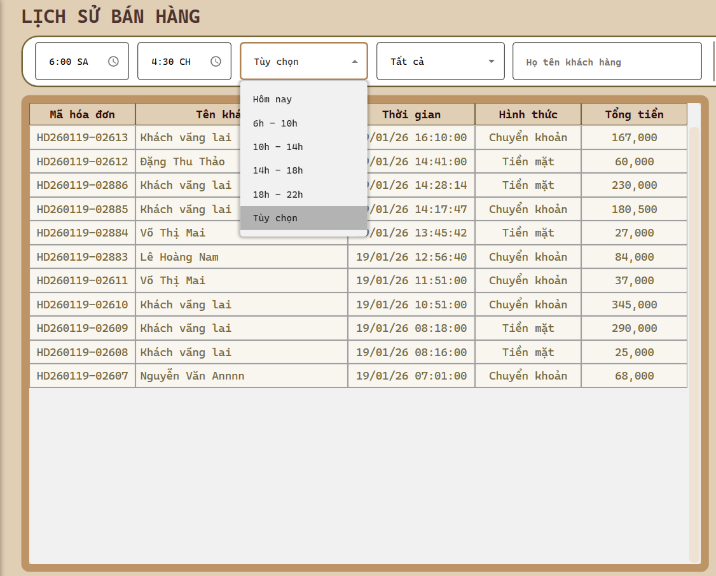 LỊCH SỬ BÁN HÀNG
6:00 SA 4:30 CH Tùy chọn Tất cả Họ tên khách hàng
Hôm nay
6h - 10h
10h - 14h
14h - 18h
18h - 22h
Tùy chọn
Mã hóa đơn Tên khá Thời gian Hình thức Tổng tiền
HD260119-02613 Khách vãng lai 9/01/26 16:10:00 Chuyển khoản 167,000
HD260119-02612 Đặng Thu Thảo 9/01/26 14:41:00 Tiền mặt 60,000
HD260119-02886 Khách vãng lai 9/01/26 14:28:14 Tiền mặt 230,000
HD260119-02885 Khách vãng lai 9/01/26 14:17:47 Chuyển khoản 180,500
HD260119-02884 Võ Thị Mai 9/01/26 13:45:42 Tiền mặt 27,000
HD260119-02883 Lê Hoàng Nam 19/01/26 12:56:40 Chuyển khoản 84,000
HD260119-02611 Võ Thị Mai 19/01/26 11:51:00 Chuyển khoản 37,000
HD260119-02610 Khách vãng lai 19/01/26 10:51:00 Chuyển khoản 345,000
HD260119-02609 Khách vãng lai 19/01/26 08:18:00 Tiền mặt 290,000
HD260119-02608 Khách vãng lai 19/01/26 08:16:00 Tiền mặt 25,000
HD260119-02607 Nguyễn Văn Annnn 19/01/26 07:01:00 Chuyển khoản 68,000